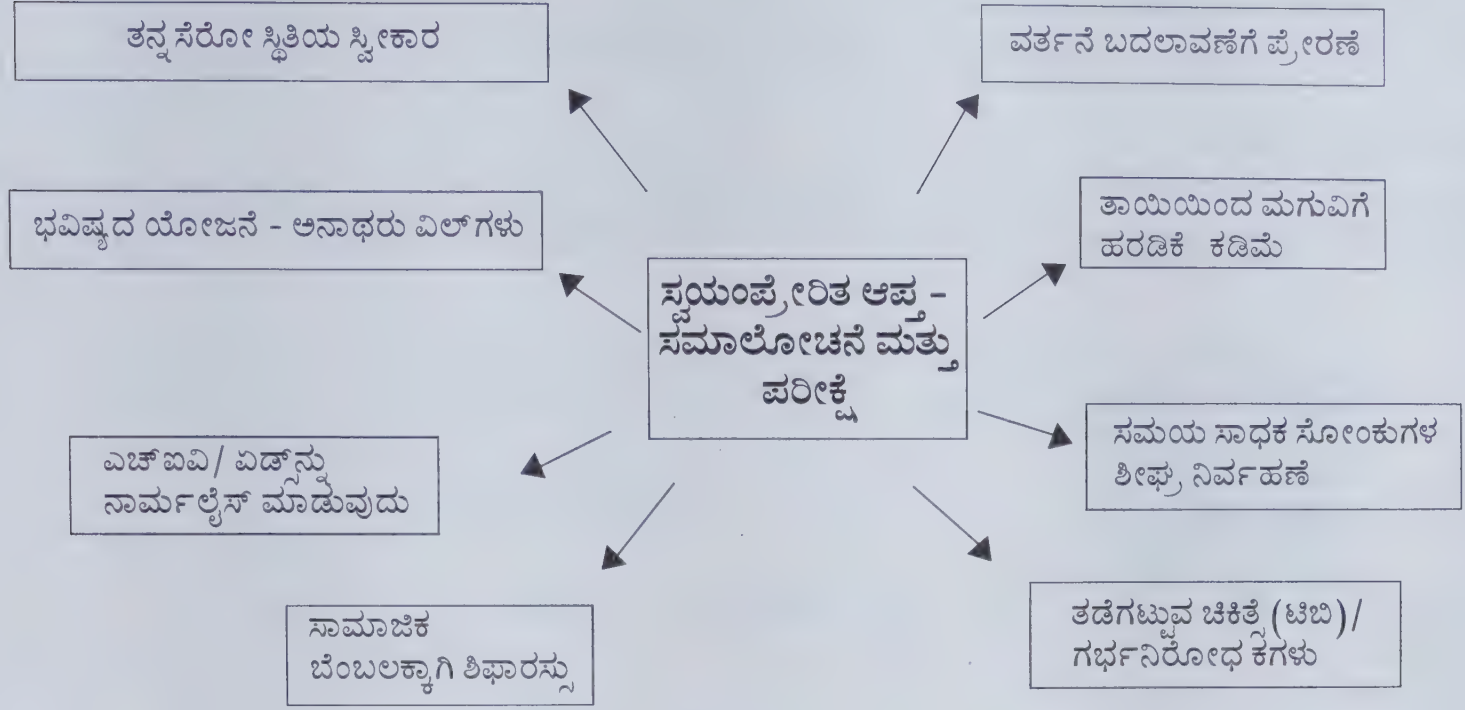 ತನ್ನ ಸೆರೋ ಸ್ಥಿತಿಯ ಸ್ವೀಕಾರ
ವರ್ತನೆ ಬದಲಾವಣೆಗೆ ಪ್ರೇರಣೆ
ಭವಿಷ್ಯದ ಯೋಜನೆ - ಅನಾಥರು ವಿಲ್‌ಗಳು
ತಾಯಿಯಿಂದ ಮಗುವಿಗೆ
ಹರಡಿಕೆ ಕಡಿಮೆ
ಸ್ವಯಂಪ್ರೇರಿತ ಆಪ್ತ -
ಸಮಾಲೋಚನೆ ಮತ್ತು
ಪರೀಕ್ಷೆ
ಎಚ್‌ಐವಿ/ ಏಡ್ಸ್‌ನ್ನು
ನಾರ್ಮಲೈಸ್ ಮಾಡುವುದು
ಸಮಯ ಸಾಧಕ ಸೋಂಕುಗಳ
ಶೀಘ್ರ ನಿರ್ವಹಣೆ
ಸಾಮಾಜಿಕ
ಬೆಂಬಲಕ್ಕಾಗಿ ಶಿಫಾರಸ್ಸು
ತಡೆಗಟ್ಟುವ ಚಿಕಿತ್ಸೆ (ಟಿಬಿ)/
ಗರ್ಭನಿರೋಧ ಕಗಳು